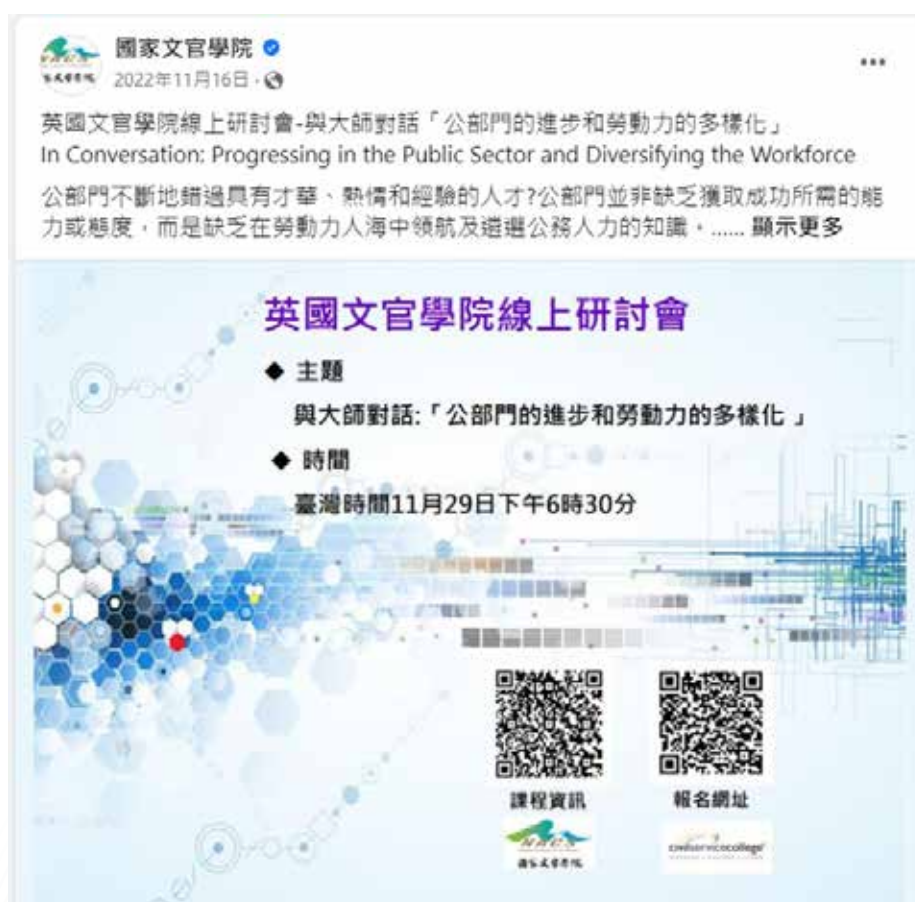 國家文官學院
2022年11月16日 ·
英國文官學院線上研討會-與大師對話「公部門的進步和勞動力的多樣化」
In Conversation: Progressing in the Public Sector and Diversifying the Workforce
公部門不斷地錯過具有才華、熱情和經驗的人才?公部門並非缺乏獲取成功所需的能
力或態度，而是缺乏在勞動力人海中領航及遴選公務人力的知識。...... 顯示更多
英國文官學院線上研討會
◆ 主題
與大師對話:「公部門的進步和勞動力的多樣化 」
◆ 時間
臺灣時間11月29日下午6時30分
課程資訊
報名網址
NACS
國家文官學院
civilservicecollege